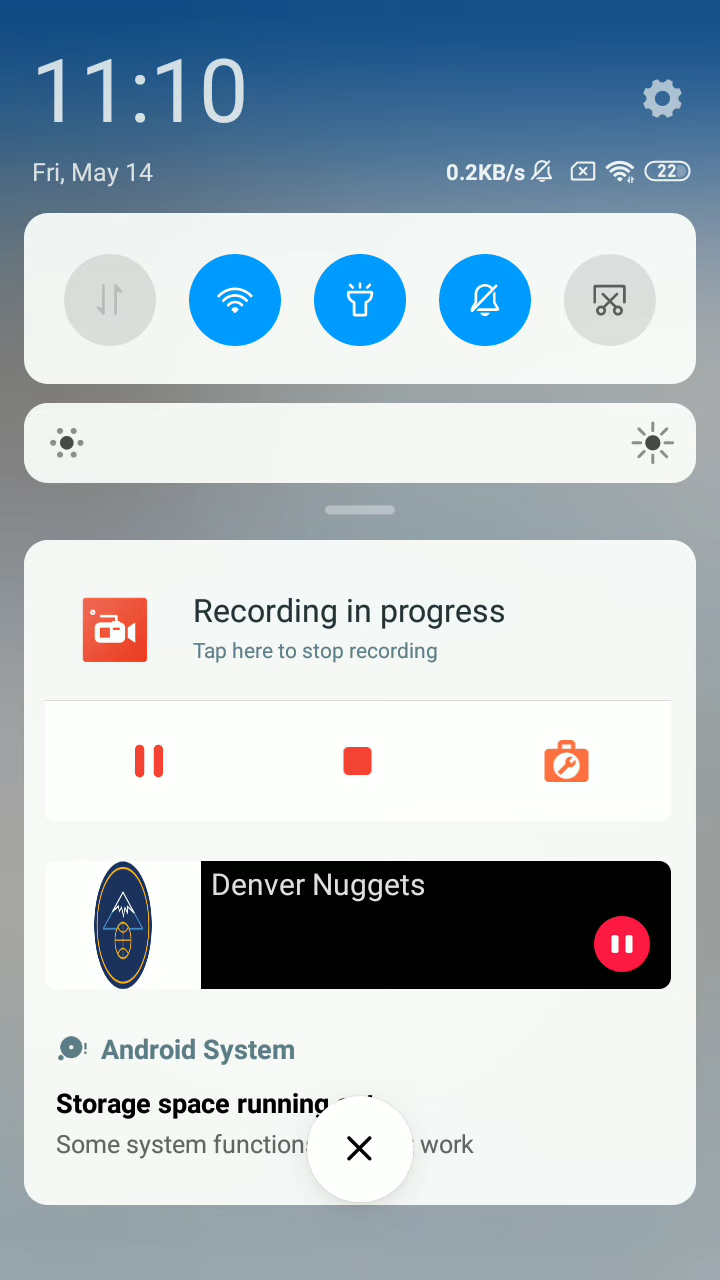 11:10
Fri, May 14
0.2KB/s
22
Recording in progress
Tap here to stop recording
Denver Nuggets
Android System
Storage space running
Some system functions work